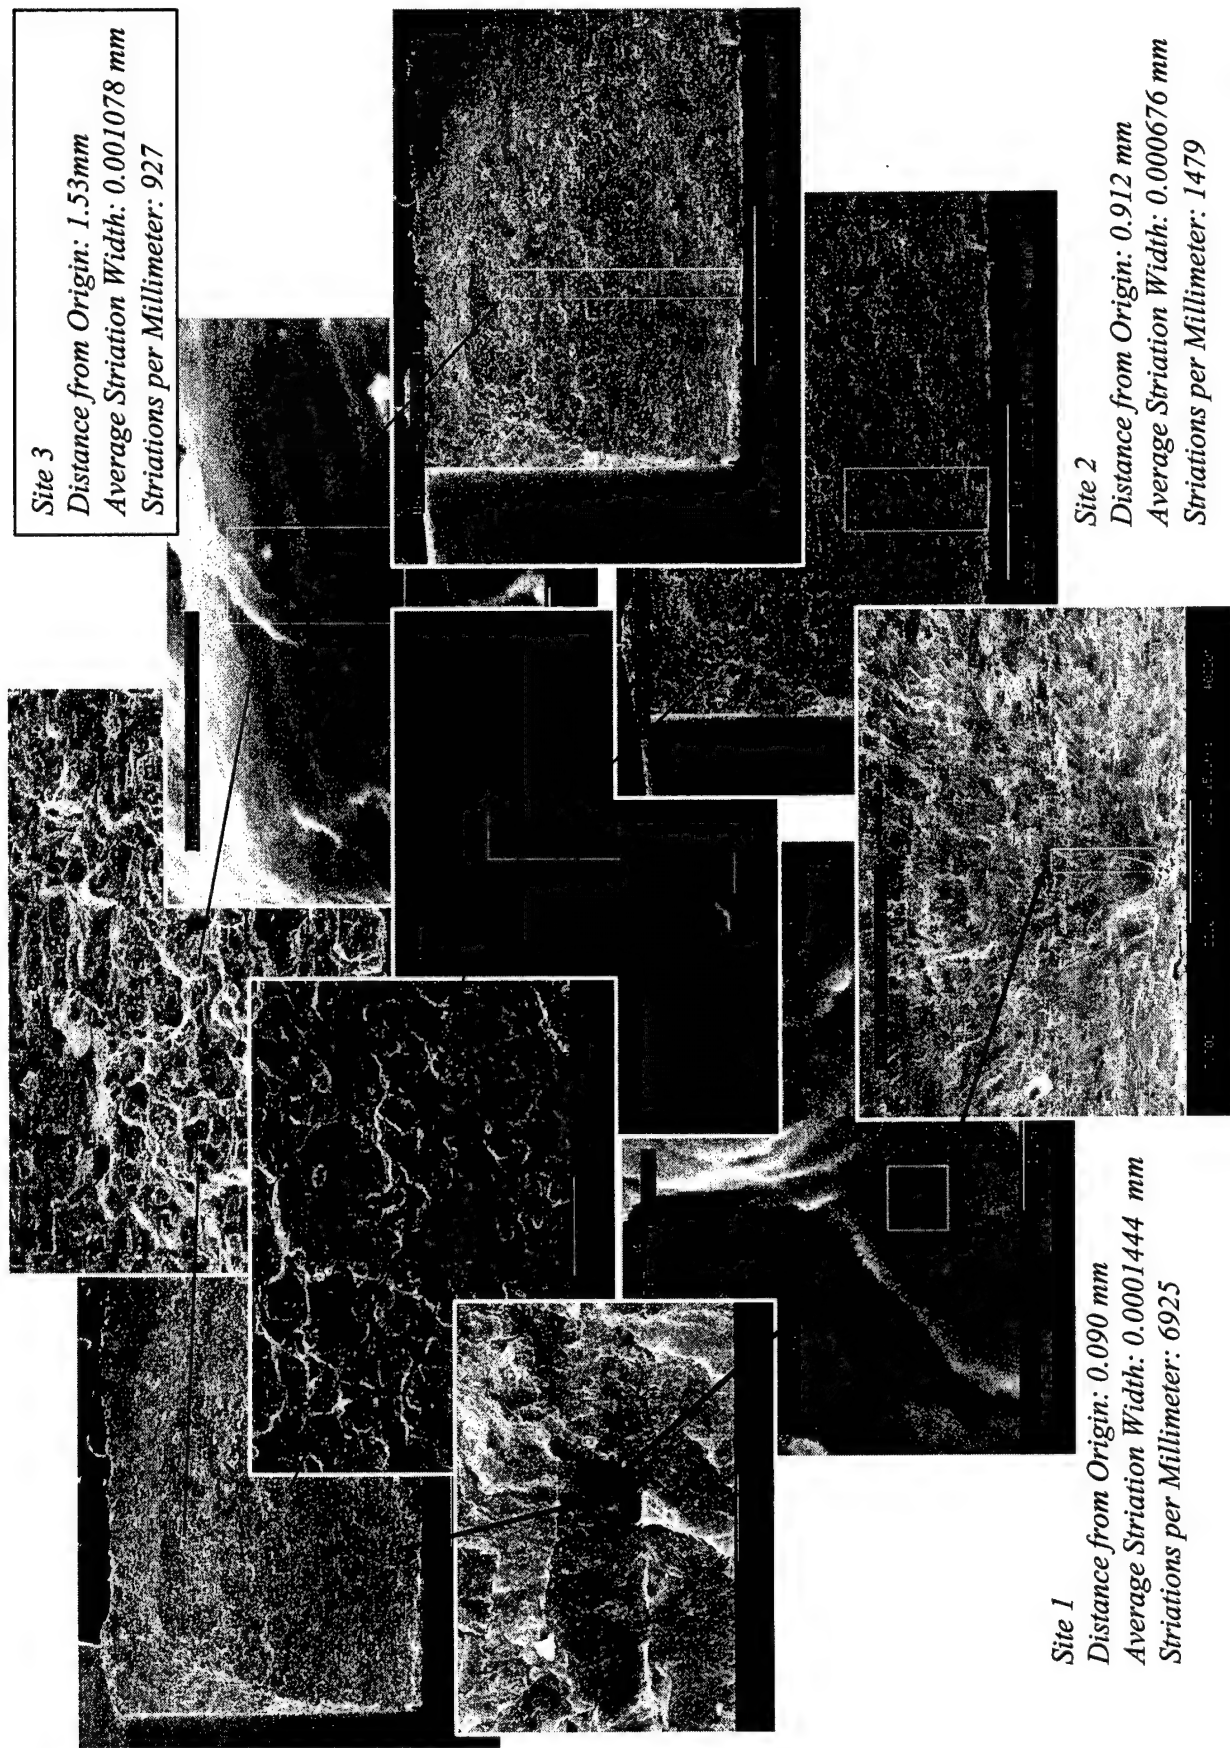 Site 3
Distance from Origin: 1.53mm
Average Striation Width: 0.001078 mm
Striations per Millimeter: 927
Site 1
Distance from Origin: 0.090 mm
Average Striation Width: 0.0001444 mm
Striations per Millimeter: 6925
Site 2
Distance from Origin: 0.912 mm
Average Striation Width: 0.000676 mm
Striations per Millimeter: 1479